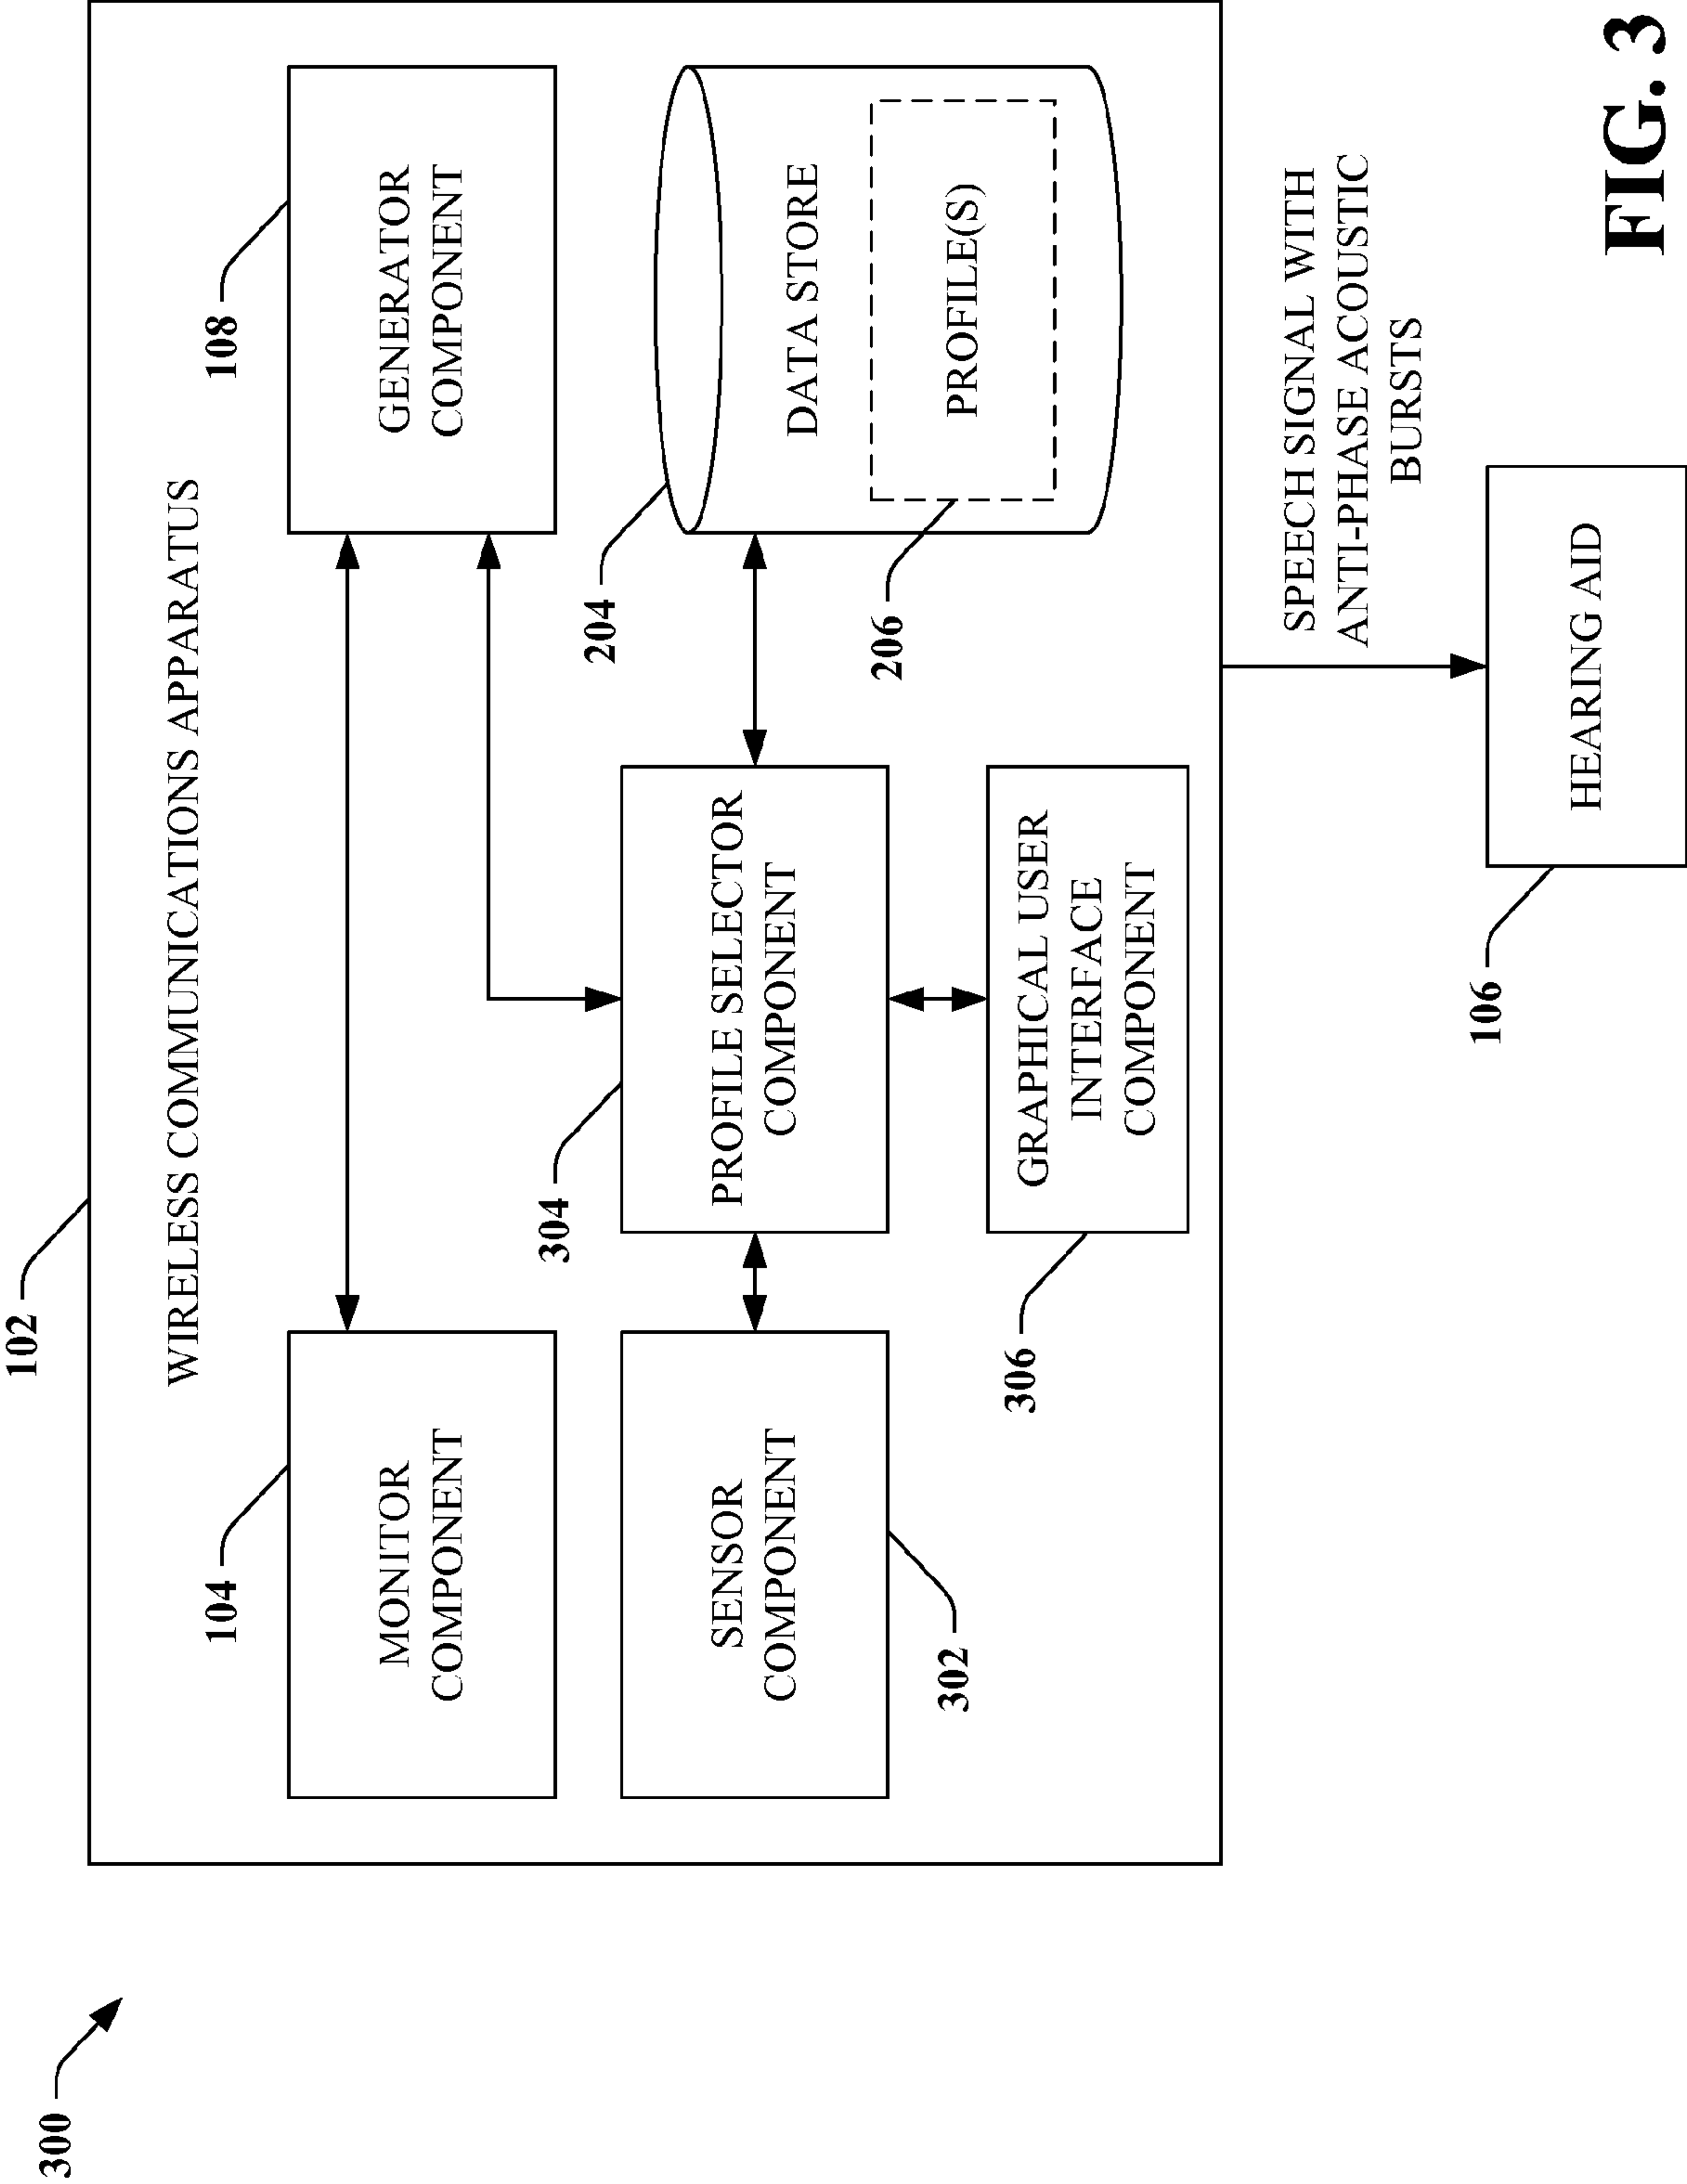 300
102
WIRELESS COMMUNICATIONS APPARATUS
104
MONITOR
COMPONENT
108
GENERATOR
COMPONENT
304
PROFILE SELECTOR
COMPONENT
204
DATA STORE
206
PROFILE(S)
SENSOR
COMPONENT
302
306
GRAPHICAL USER
INTERFACE
COMPONENT
SPEECH SIGNAL WITH
ANTI-PHASE ACOUSTIC
BURSTS
106
HEARING AID
FIG. 3